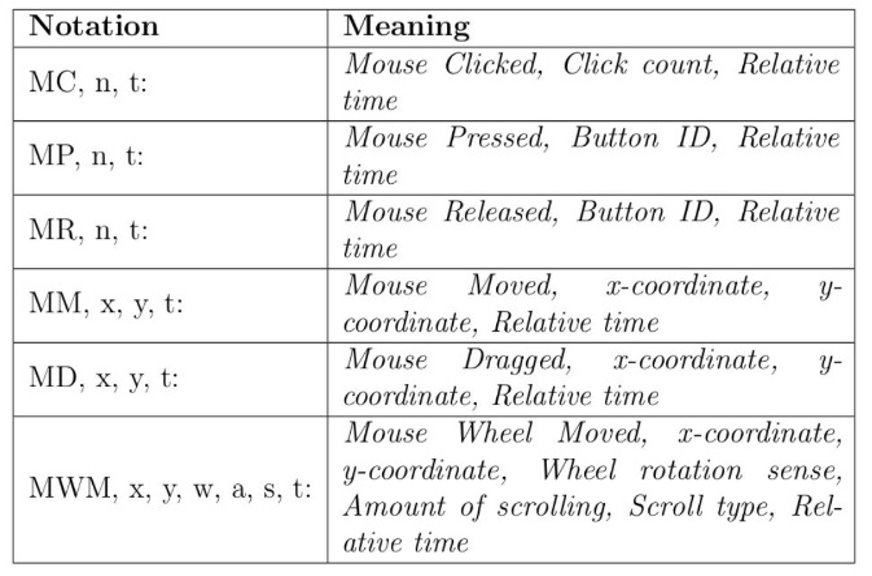 Notation Meaning
MC, n, t: Mouse Clicked, Click count, Relative
time
MP, n, t: Mouse Pressed, Button ID, Relative
time
MR, n, t: Mouse Released, Button ID, Relative
time
MM, x, y, t: Mouse Moved, x-coordinate, y-
coordinate, Relative time
MD, x, y, t: Mouse Dragged, x-coordinate, y-
coordinate, Relative time
MWM, x, y, w, a, s, t: Mouse Wheel Moved, x-coordinate,
y-coordinate, Wheel rotation sense,
Amount of scrolling, Scroll type, Rel-
ative time